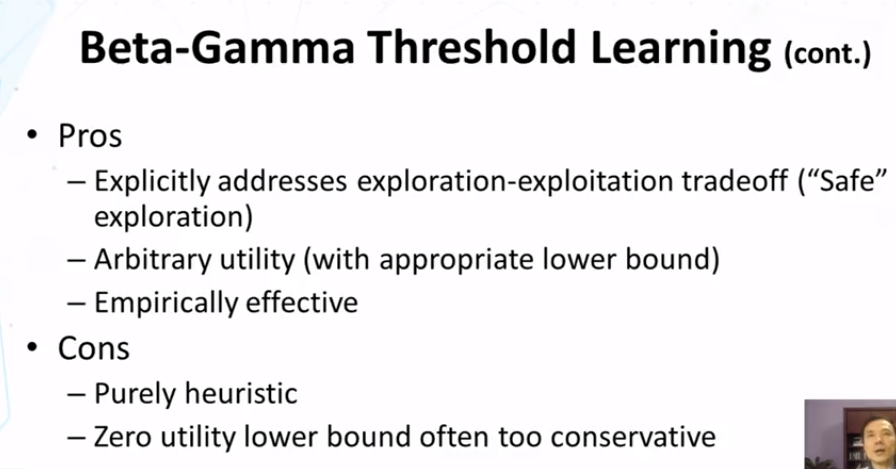 Beta-Gamma Threshold Learning (cont.)
• Pros
– Explicitly addresses exploration-exploitation tradeoff (“Safe”
exploration)
– Arbitrary utility (with appropriate lower bound)
– Empirically effective
• Cons
– Purely heuristic
– Zero utility lower bound often too conservative